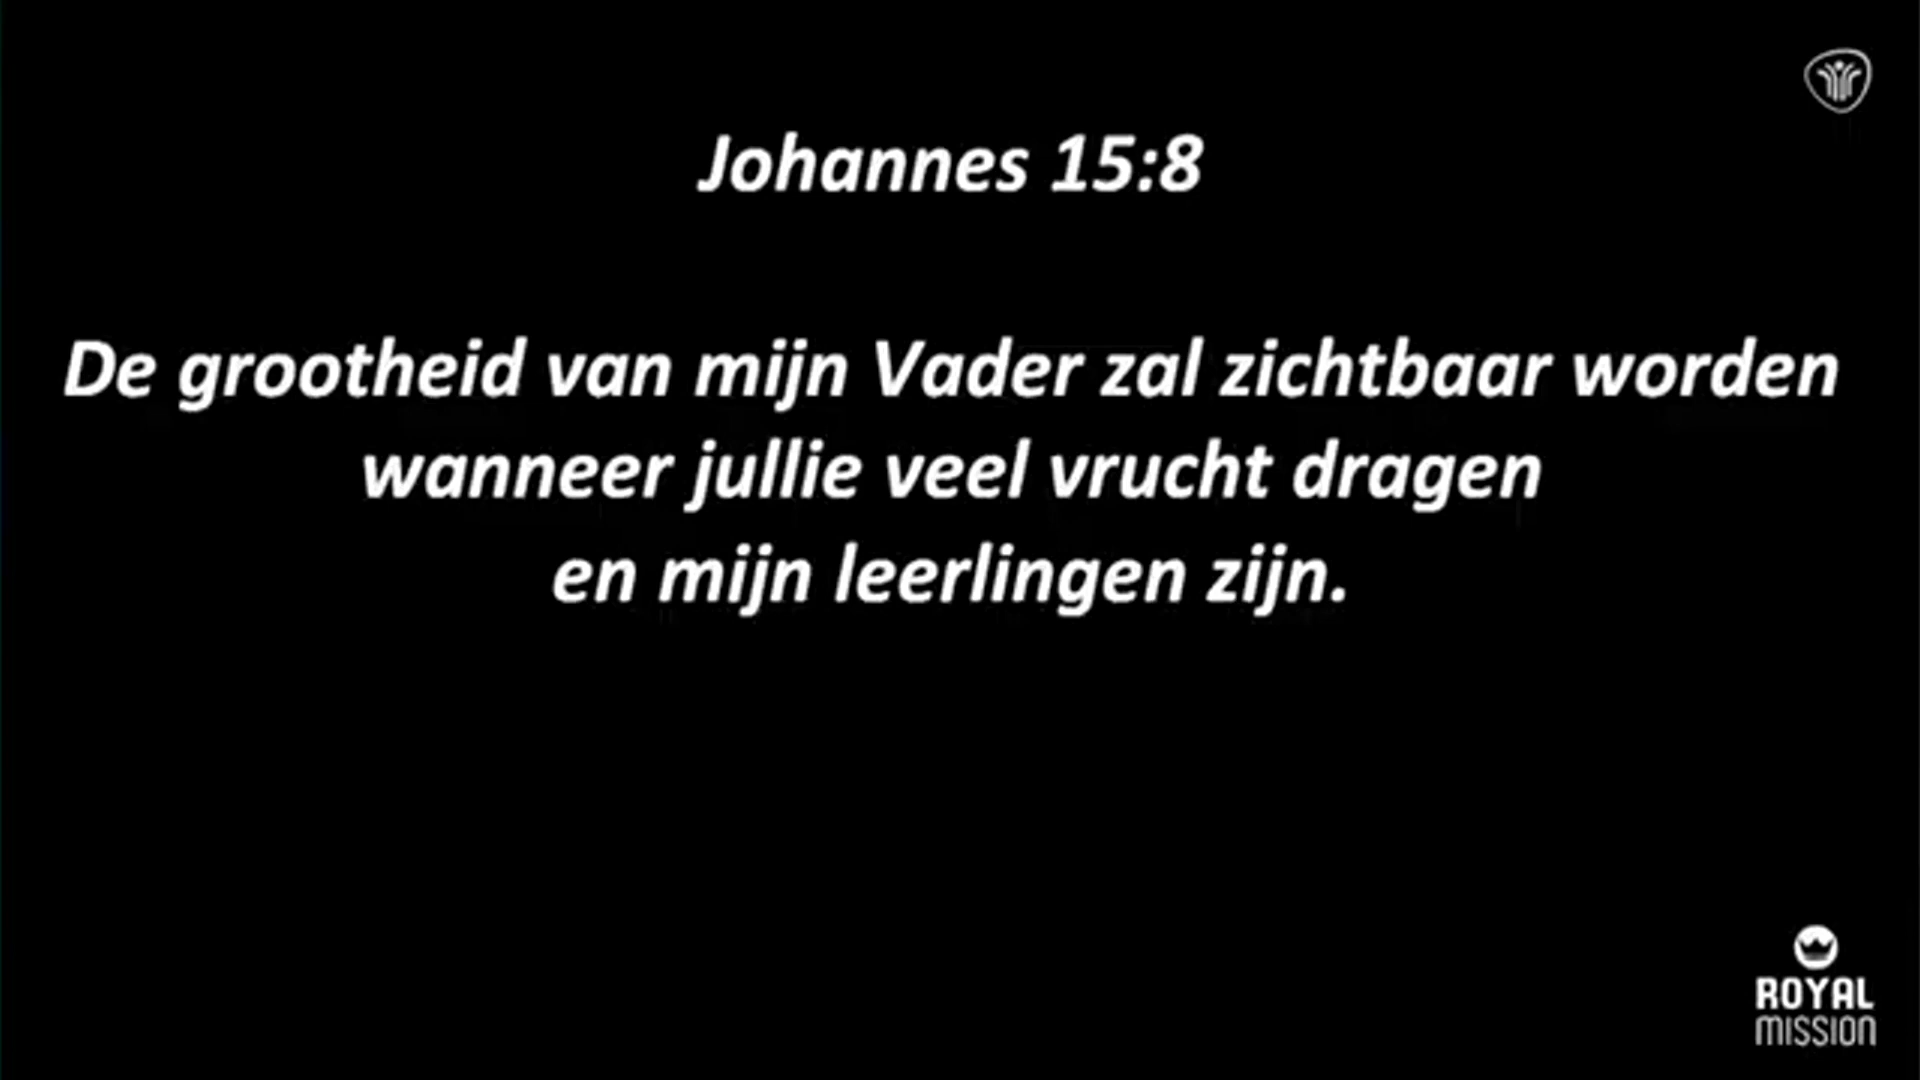 Johannes 15:8
De grootheid van mijn Vader zal zichtbaar worden
wanneer jullie veel vrucht dragen
en mijn leerlingen zijn.
ROYAL
MISSION